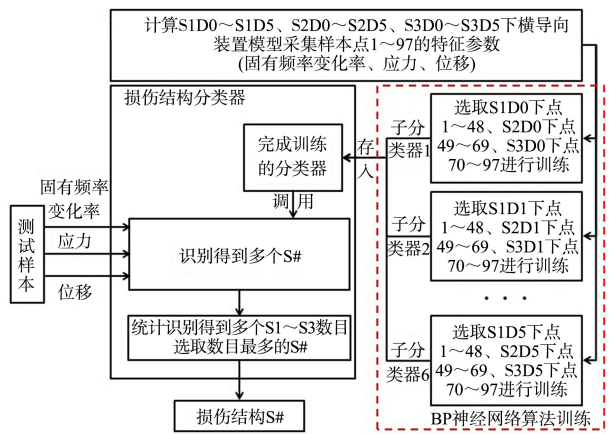 计算S1D0～S1D5、S2D0～S2D5、S3D0～S3D5下横导向
装置模型采集样本点1～97的特征参数
(固有频率变化率、应力、位移)
损伤结构分类器
完成训练
的分类器
存
入
调用
固有频率
变化率
应力
位移
测
试
样
本
识别得到多个S#
统计识别得到多个S1～S3数目
选取数目最多的S#
损伤结构S#
子分
类器1
选取S1D0下点
1～48、S2D0下点
49～69、S3D0下点
70～97进行训练
子分
类器2
选取S1D1下点
1～48、S2D1下点
49～69、S3D1下点
70～97进行训练
···
子分
类器6
选取S1D5下点
1～48、S2D5下点
49～69、S3D5下点
70～97进行训练
BP神经网络算法训练